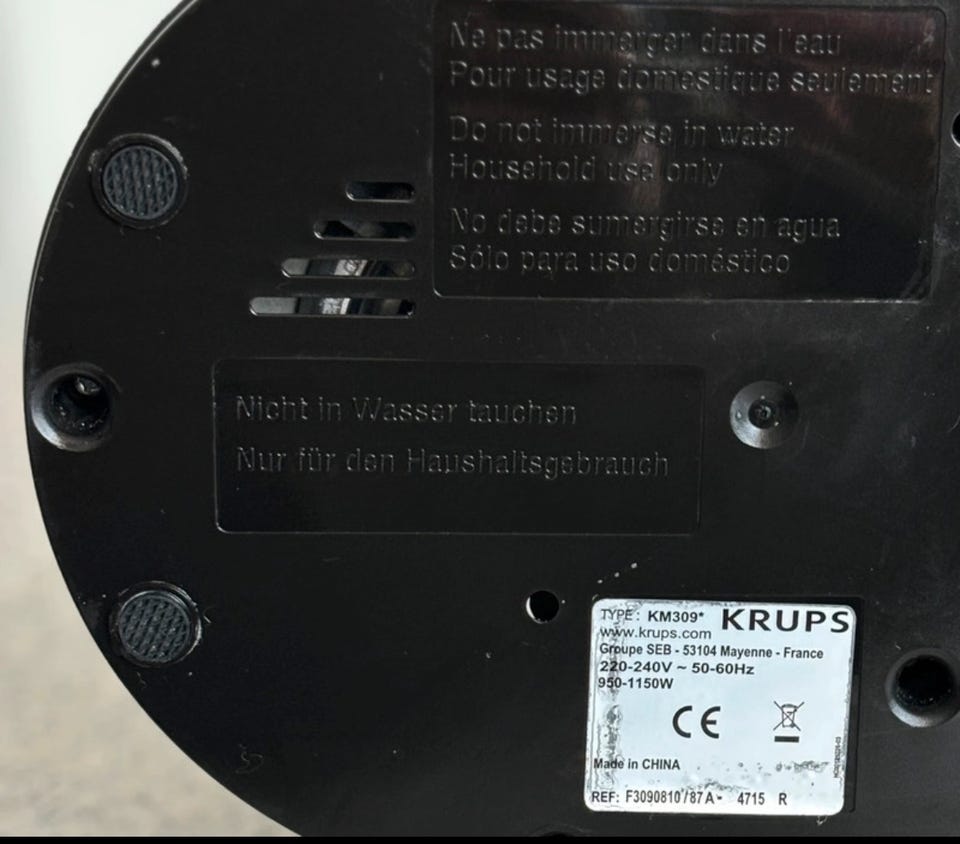 Ne pas immerger dans l'eau
Pour usage domestique seulement
Do not immerse in water
Household use only
No debe sumergirse en agua
Sólo para uso doméstico
Nicht in Wasser tauchen
Nur für den Haushaltsgebrauch
TYPE: KM309* KRUPS
www.krups.com
Groupe SEB - 53104 Mayenne - France
220-240V ~ 50-60Hz
950-1150W
CE
Made in CHINA
REF: F3090810/87A- 4715 R